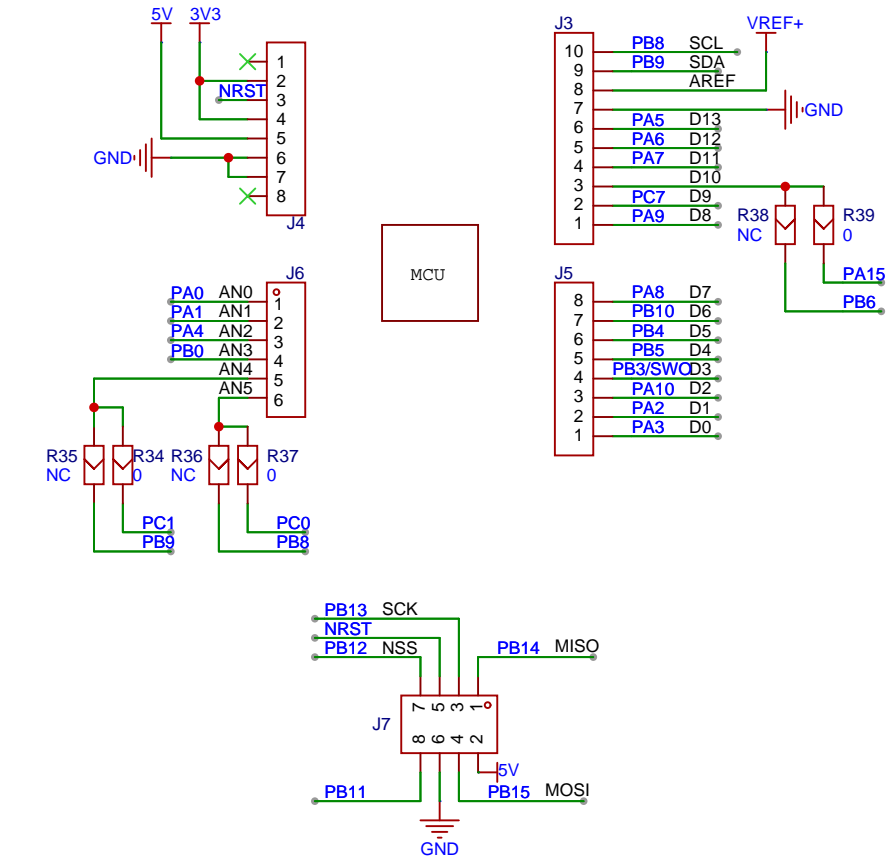 5V 3V3
1
2
NRST 3
4
5
GND 6
7
8
J4
J3
VREF+
10 PB8 SCL
9 PB9 SDA
8 AREF
7 GND
6 PA5 D13
5 PA6 D12
4 PA7 D11
3 D10
2 PC7 D9
1 PA9 D8
R38 R39
NC 0
PA15
PB6
MCU
J6
PA0 AN0 1
PA1 AN1 2
PA4 AN2 3
PB0 AN3 4
AN4 5
AN5 6
R35 R34 R36 R37
NC 0 NC 0
PC1 PC0
PB9 PB8
J5
8 PA8 D7
7 PB10 D6
6 PB4 D5
5 PB5 D4
4 PB3/SWO D3
3 PA10 D2
2 PA2 D1
1 PA3 D0
PB13 SCK
NRST
PB12 NSS PB14 MISO
J7
7 5 3 1
8 6 4 2
5V
PB11 PB15 MOSI
GND